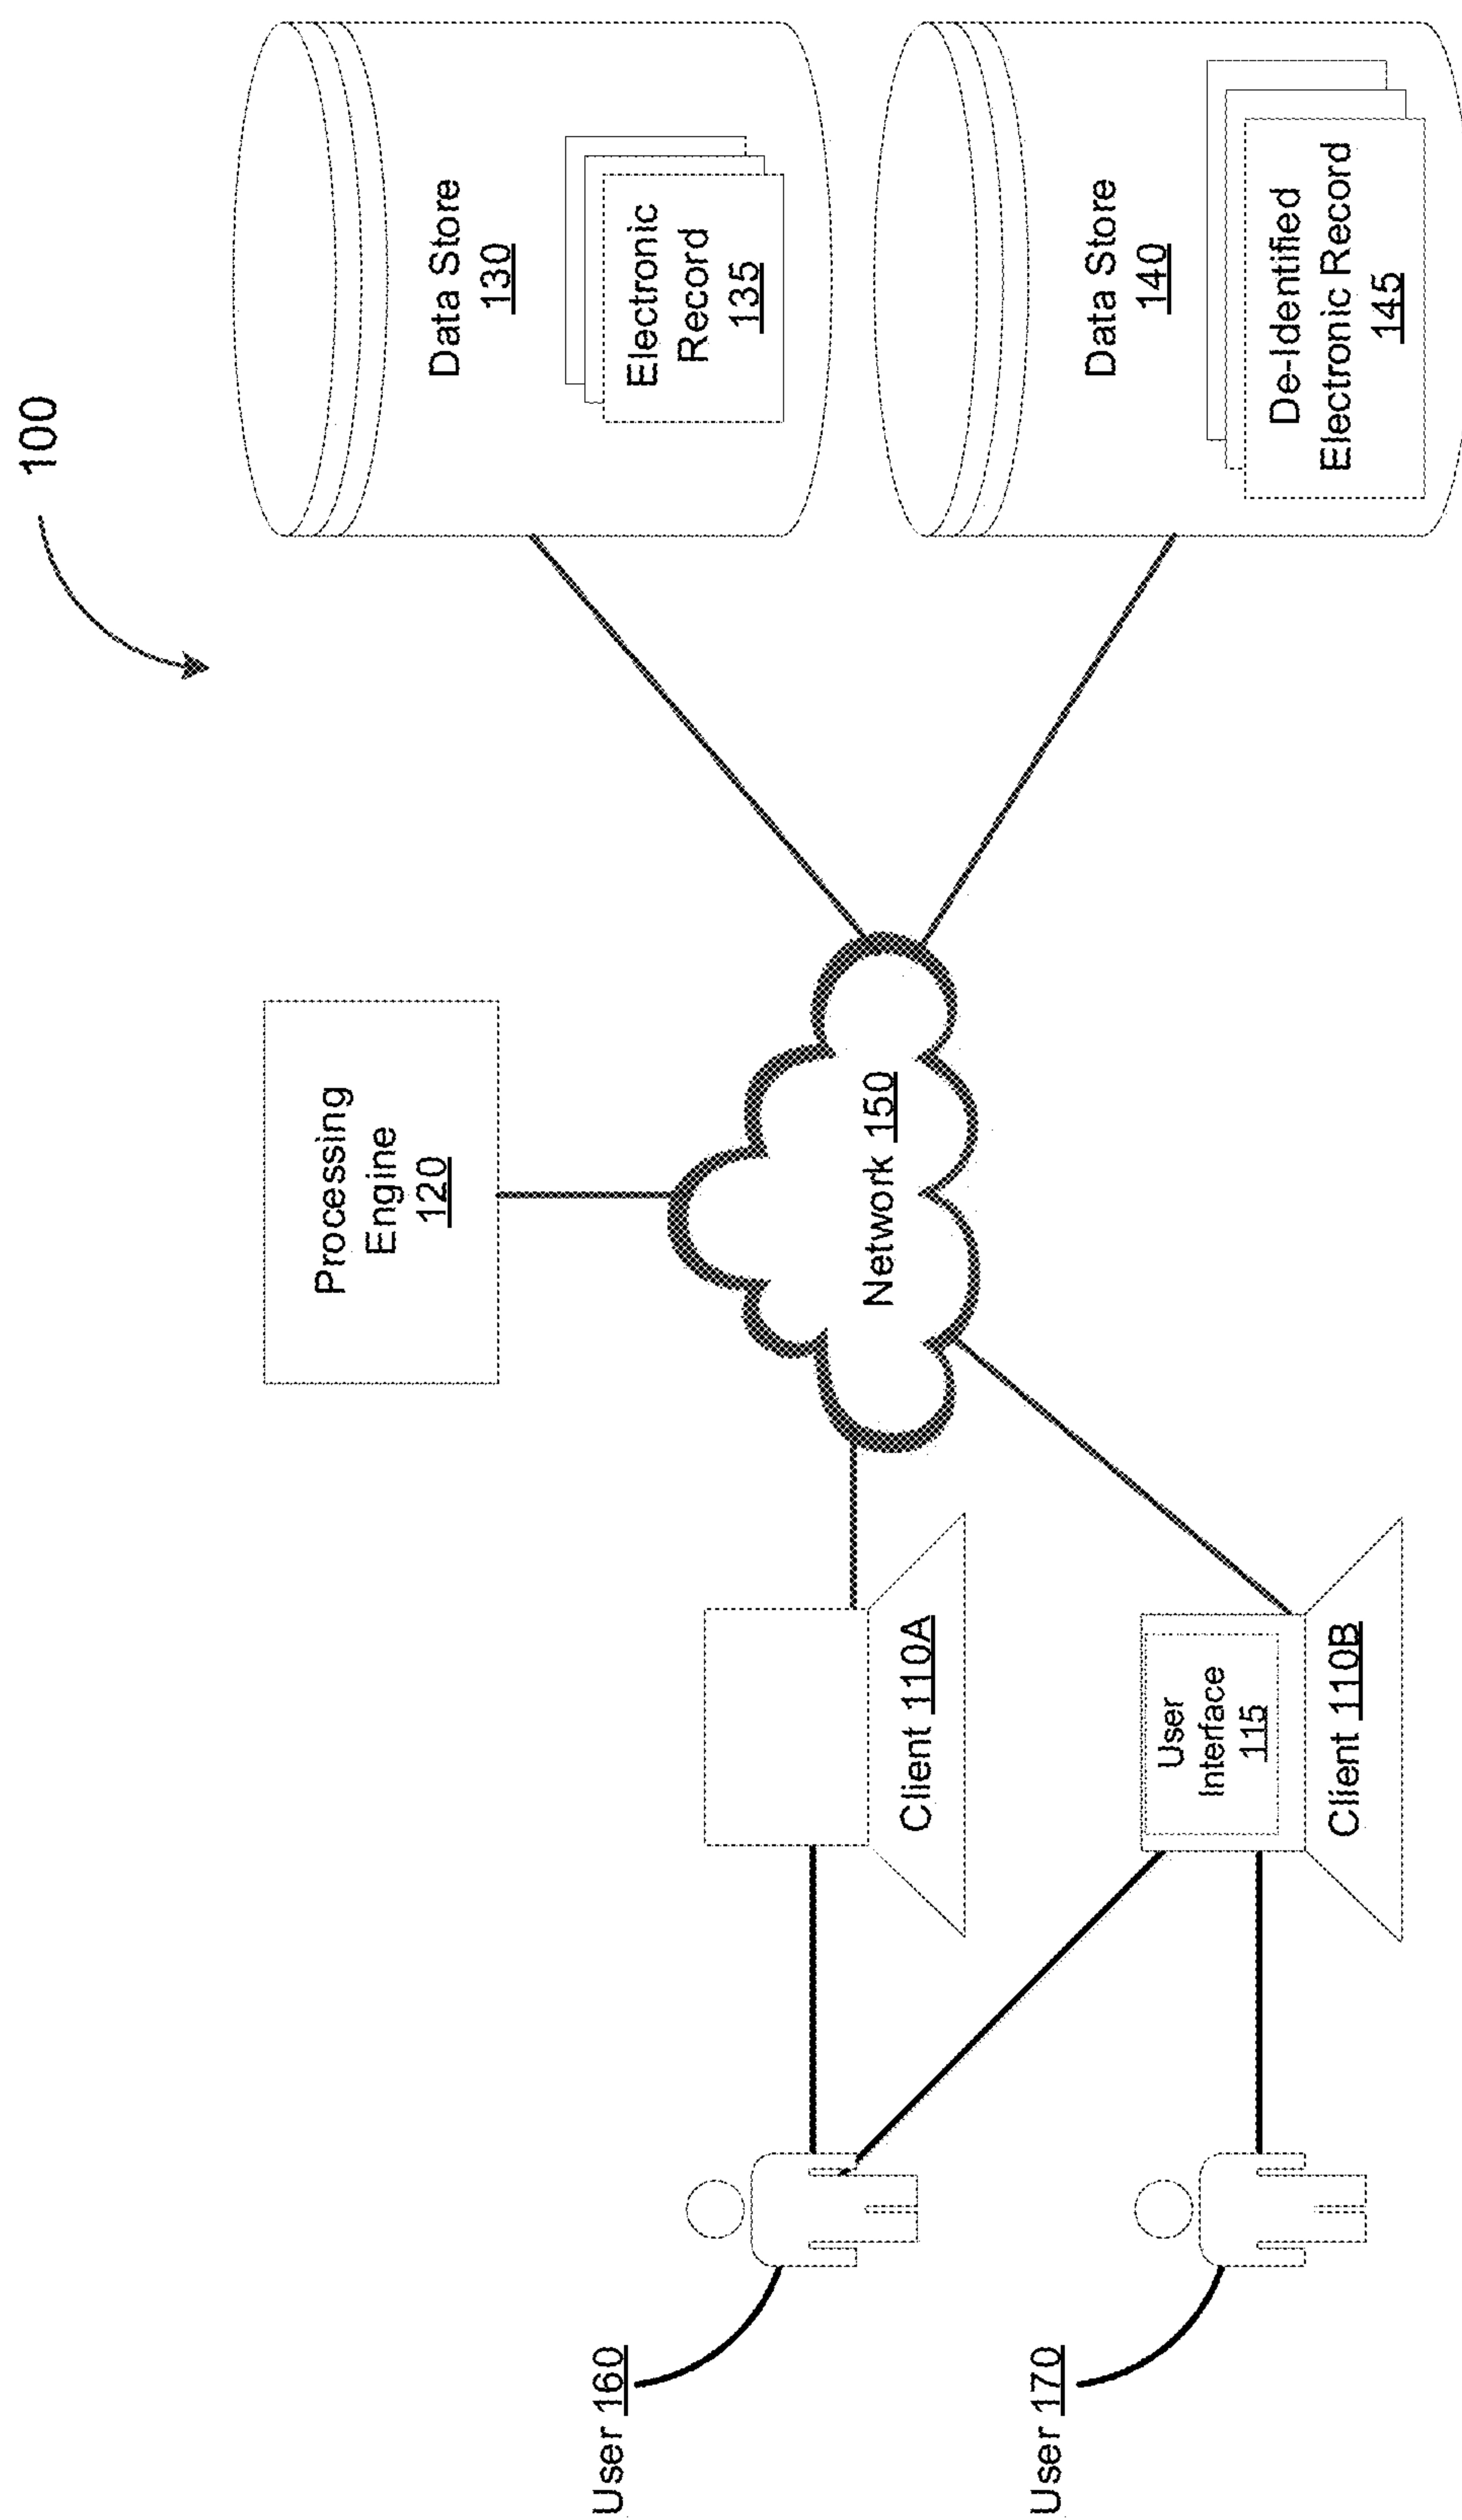 100
Processing
Engine
120
Data Store
130
Electronic
Record
135
Network 150
Data Store
140
De-Identified
Electronic Record
145
User 160
Client 110A
User 170
User
Interface
115
Client 110B